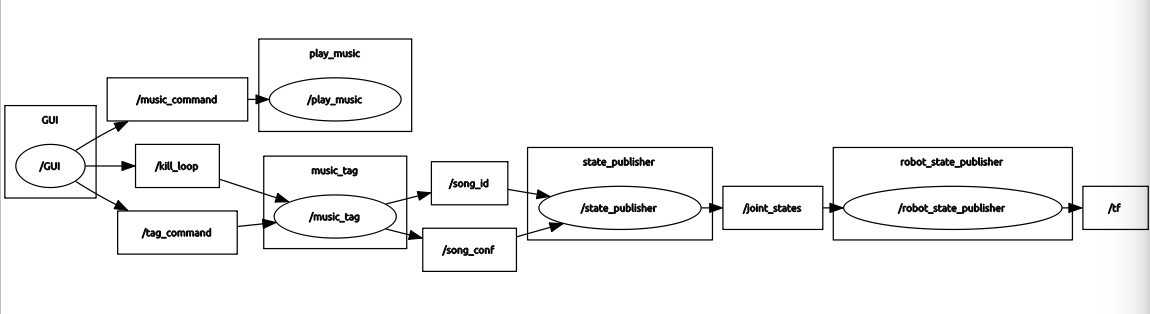 play_music
/music_command
/play_music
GUI
/GUI
/kill_loop
/tag_command
music_tag
/music_tag
/song_id
/song_conf
state_publisher
/state_publisher
/joint_states
robot_state_publisher
/robot_state_publisher
/tf